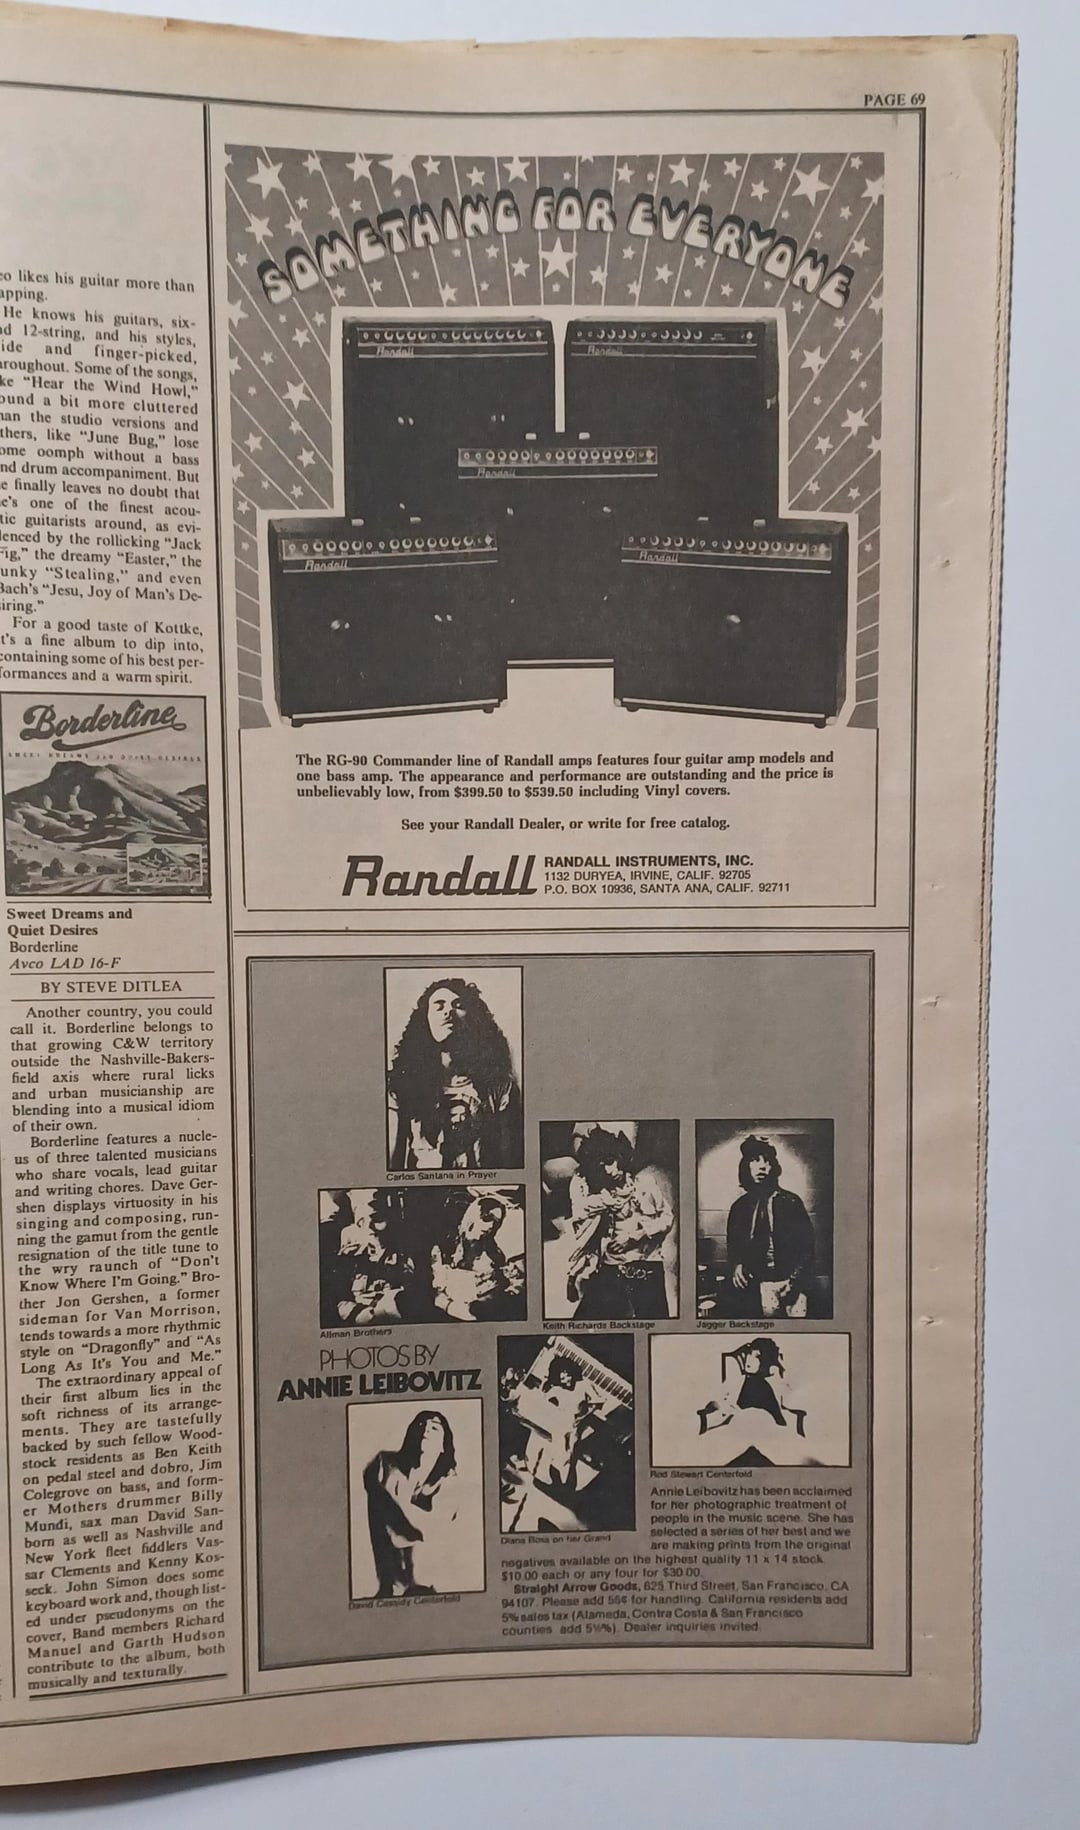 PAGE 69
likes his guitar more than
He knows his guitars, six-
12-string, and his styles,
and finger-picked,
Some of the songs,
“Hear the Wind Howl,”
a bit more cluttered
the studio versions and
like “June Bug,” lose
oomph without a bass
drum accompaniment. But
finally leaves no doubt that
one of the finest acou-
guitarists around, as evi-
by the rollicking “Jack
the dreamy “Easter,” the
“Stealing,” and even
“Jesu, Joy of Man's De-
For a good taste of Kottke,
a fine album to dip into,
containing some of his best per-
formances and a warm spirit.
Borderline
SWEET DREAMS AND QUIET DESIRES
Sweet Dreams and
Quiet Desires
Borderline
Avco LAD 16-F
BY STEVE DITLEA
Another country, you could
call it. Borderline belongs to
that growing C&W territory
outside the Nashville-Bakers-
field axis where rural licks
and urban musicianship are
blending into a musical idiom
of their own.
Borderline features a nucle-
us of three talented musicians
who share vocals, lead guitar
and writing chores. Dave Ger-
shen displays virtuosity in his
singing and composing, run-
ning the gamut from the gentle
resignation of the title tune to
the wry raunch of “Don't
Know Where I'm Going.” Bro-
ther Jon Gershen, a former
sideman for Van Morrison,
tends towards a more rhythmic
style on “Dragonfly” and “As
Long As It's You and Me.”
The extraordinary appeal of
their first album lies in the
soft richness of its arrange-
ments. They are tastefully
backed by such fellow Wood-
stock residents as Ben Keith
on pedal steel and dobro, Jim
Colegrove on bass, and form-
er Mothers drummer Billy
Mundi, sax man David San-
born as well as Nashville and
New York fleet fiddlers Vas-
sar Clements and Kenny Kos-
seck. John Simon does some
keyboard work and, though list-
ed under pseudonyms on the
cover, Band members Richard
Manuel and Garth Hudson
contribute to the album, both
musically and texturally.
SOMETHING FOR EVERYONE
Randall
Randall
Randall
Randall
Randall
The RG-90 Commander line of Randall amps features four guitar amp models and
one bass amp. The appearance and performance are outstanding and the price is
unbelievably low, from $399.50 to $539.50 including Vinyl covers.
See your Randall Dealer, or write for free catalog.
Randall
RANDALL INSTRUMENTS, INC.
1132 DURYEA, IRVINE, CALIF. 92705
P.O. BOX 10936, SANTA ANA, CALIF. 92711
Carlos Santana in Prayer
Allman Brothers
Keith Richards Backstage
Jagger Backstage
PHOTOS BY
ANNIE LEIBOVITZ
David Cassidy Centerfold
Diana Ross on her Grand
Rod Stewart Centerfold
Annie Leibovitz has been acclaimed
for her photographic treatment of
people in the music scene. She has
selected a series of her best and we
are making prints from the original
negatives available on the highest quality 11 x 14 stock.
$10.00 each or any four for $30.00.
Straight Arrow Goods, 625 Third Street, San Francisco, CA
94107. Please add 55¢ for handling. California residents add
5% sales tax (Alameda, Contra Costa & San Francisco
counties add 5½%). Dealer inquiries invited.